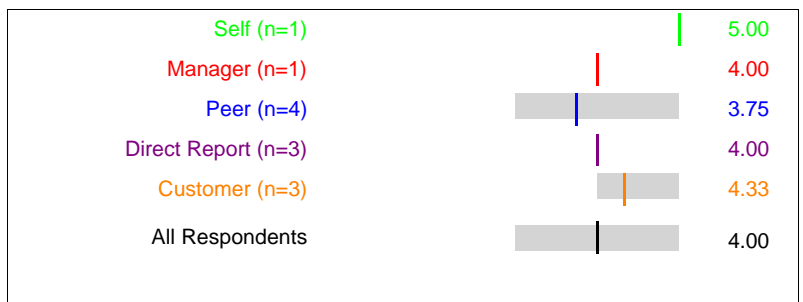 Self (n=1) 5.00
Manager (n=1) 4.00
Peer (n=4) 3.75
Direct Report (n=3) 4.00
Customer (n=3) 4.33
All Respondents 4.00